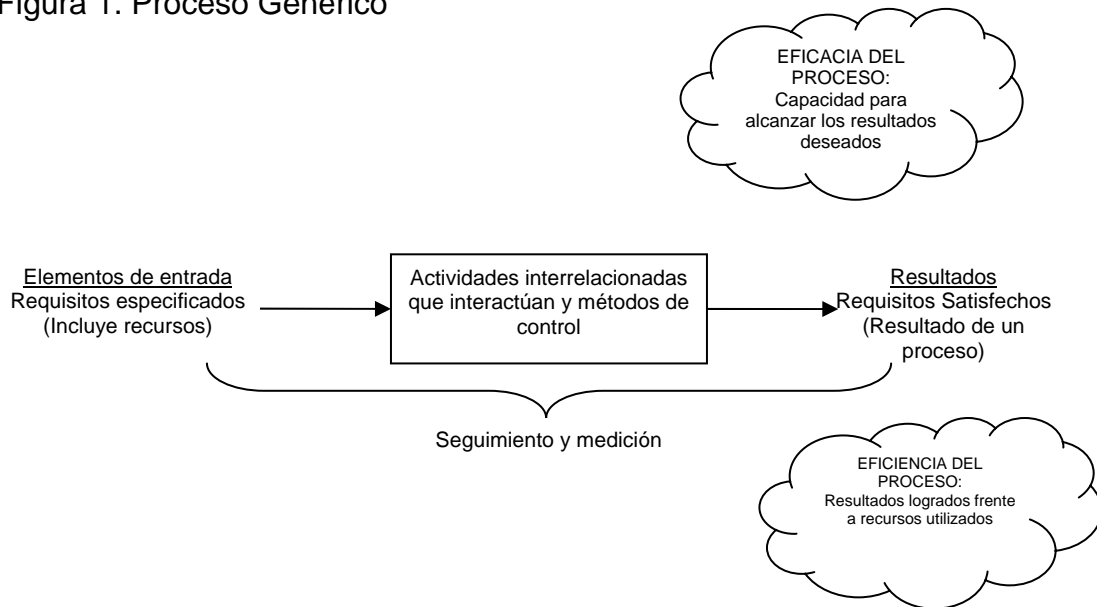 Figura 1. Proceso Genérico
EFICACIA DEL
PROCESO:
Capacidad para
alcanzar los resultados
deseados
Elementos de entrada
Requisitos especificados
(Incluye recursos)
Actividades interrelacionadas
que interactúan y métodos de
control
Resultados
Requisitos Satisfechos
(Resultado de un
proceso)
Seguimiento y medición
EFICIENCIA DEL
PROCESO:
Resultados logrados frente
a recursos utilizados